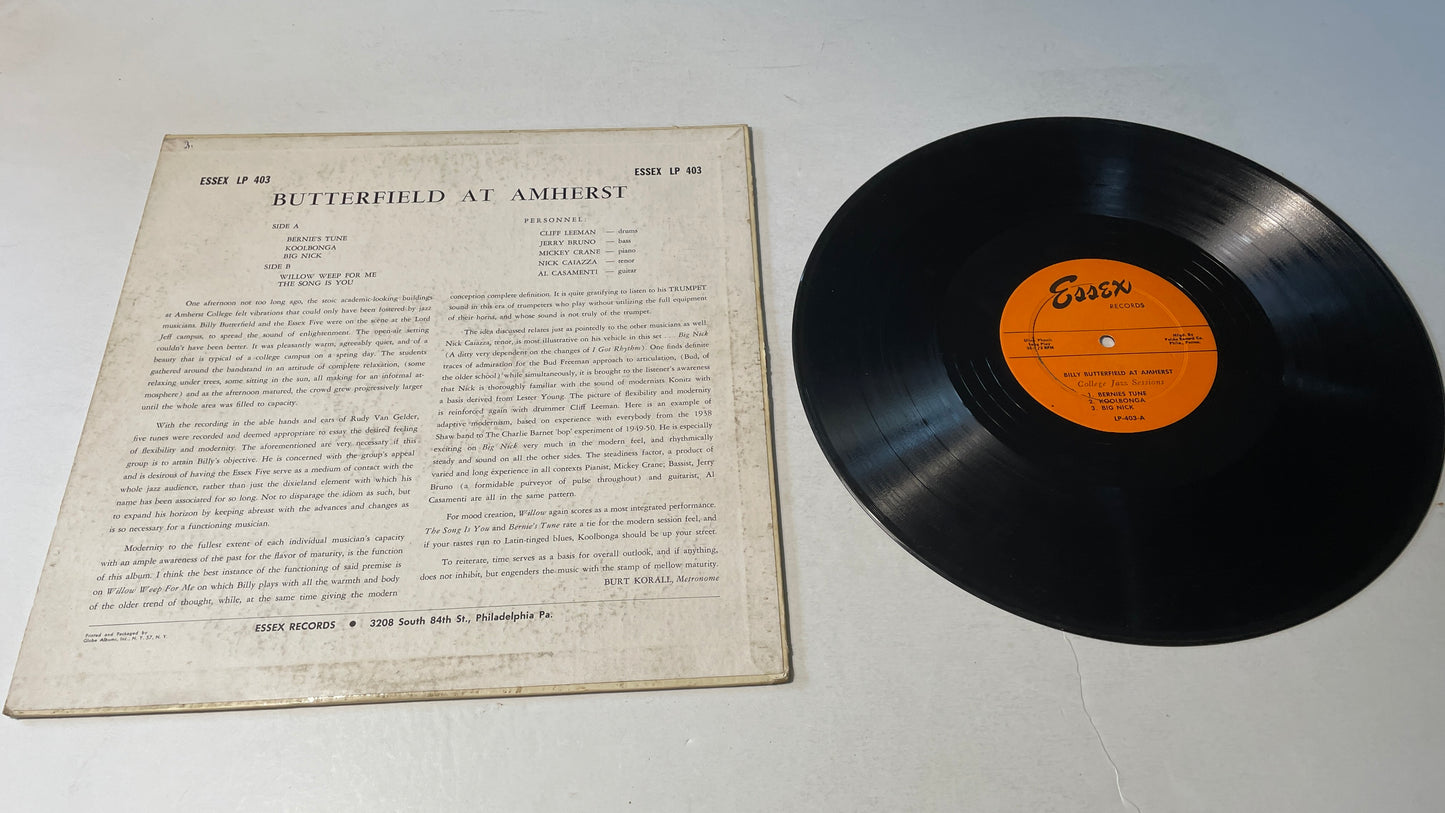 3.
ESSEX LP 403
ESSEX LP 403
BUTTERFIELD AT AMHERST
SIDE A
BERNIE'S TUNE
KOOLBONGA
BIG NICK
SIDE B
WILLOW WEEP FOR ME
THE SONG IS YOU
PERSONNEL:
CLIFF LEEMAN — drums
JERRY BRUNO — bass
MICKEY CRANE — piano
NICK CAIAZZA — tenor
AL CASAMENTI — guitar
One afternoon not too long ago, the stoic academic-looking buildings
at Amherst College felt vibrations that could only have been fostered by jazz
musicians. Billy Butterfield and the Essex Five were on the scene at the Lord
Jeff campus, to spread the sound of enlightenment. The open-air setting
couldn't have been better. It was pleasantly warm, agreeably quiet, and of a
beauty that is typical of a college campus on a spring day. The students
gathered around the bandstand in an attitude of complete relaxation, (some
relaxing under trees, some sitting in the sun, all making for an informal at-
mosphere) and as the afternoon matured, the crowd grew progressively larger
until the whole area was filled to capacity.
With the recording in the able hands and ears of Rudy Van Gelder,
five tunes were recorded and deemed appropriate to essay the desired feeling
of flexibility and modernity. The aforementioned are very necessary if this
group is to attain Billy's objective. He is concerned with the group's appeal
and is desirous of having the Essex Five serve as a medium of contact with the
whole jazz audience, rather than just the dixieland element with which his
name has been associated for so long. Not to disparage the idiom as such, but
to expand his horizon by keeping abreast with the advances and changes as
is so necessary for a functioning musician.
Modernity to the fullest extent of each individual musician's capacity
with an ample awareness of the past for the flavor of maturity, is the function
of this album. I think the best instance of the functioning of said premise is
on Willow Weep For Me on which Billy plays with all the warmth and body
of the older trend of thought, while, at the same time giving the modern
conception complete definition. It is quite gratifying to listen to his TRUMPET
sound in this era of trumpeters who play without utilizing the full equipment
of their horns, and whose sound is not truly of the trumpet.
The idea discussed relates just as pointedly to the other musicians as well.
Nick Caiazza, tenor, is most illustrative on his vehicle in this set . . . Big Nick
(A ditty very dependent on the changes of I Got Rhythm). One finds definite
traces of admiration for the Bud Freeman approach to articulation, (Bud, of
the older school) while simultaneously, it is brought to the listener's awareness
that Nick is thoroughly familiar with the sound of modernists Konitz with
a basis derived from Lester Young. The picture of flexibility and modernity
is reinforced again with drummer Cliff Leeman. Here is an example of
adaptive modernism, based on experience with everybody from the 1938
Shaw band to The Charlie Barnet 'bop' experiment of 1949-50. He is especially
exciting on Big Nick very much in the modern feel, and rhythmically
steady and sound on all the other sides. The steadiness factor, a product of
varied and long experience in all contexts Pianist, Mickey Crane; Bassist, Jerry
Bruno (a formidable purveyor of pulse throughout) and guitarist, Al
Casamenti are all in the same pattern.
For mood creation, Willow again scores as a most integrated performance.
The Song Is You and Bernie's Tune rate a tie for the modern session feel, and
if your tastes run to Latin-tinged blues, Koolbonga should be up your street.
To reiterate, time serves as a basis for overall outlook, and if anything,
does not inhibit, but engenders the music with the stamp of mellow maturity.
BURT KORALL, Metronome
Printed and Packaged by
Globe Albums, Inc., N. Y. 57, N. Y.
ESSEX RECORDS ● 3208 South 84th St., Philadelphia Pa.
Essex
RECORDS
Ultra Phonic
Long Play
33-1/3 RPM
Mfgd. By
Record Co.
Phila., Penna.
BILLY BUTTERFIELD AT AMHERST
College Jazz Sessions
1. BERNIES TUNE
2. KOOLBONGA
3. BIG NICK
LP-403-A